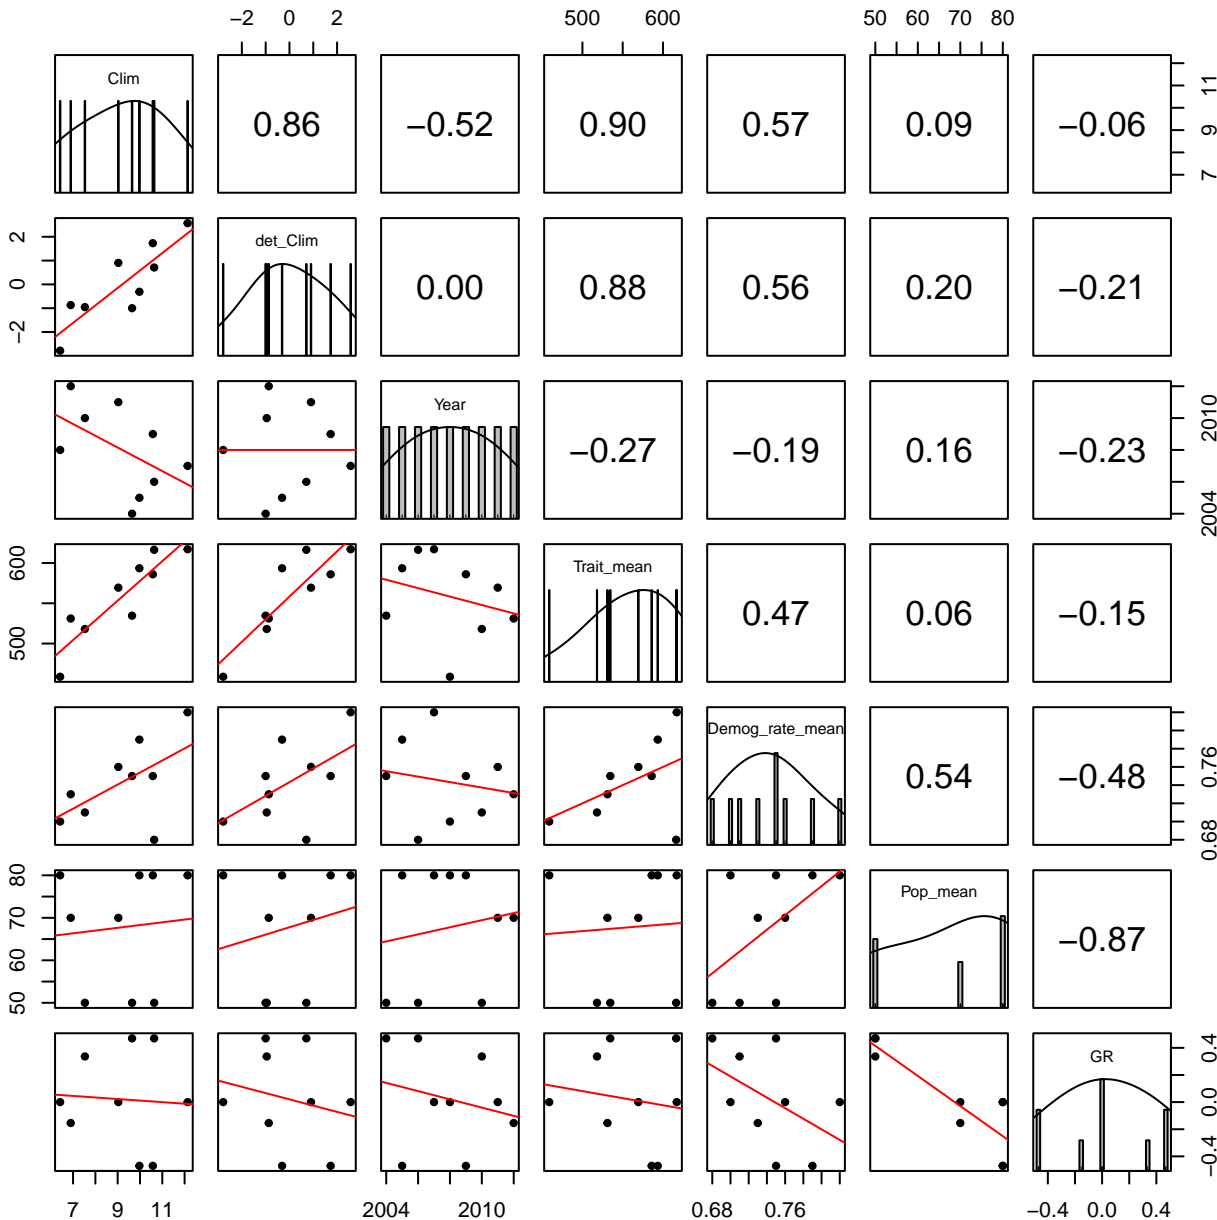 −2 0 2 500 600 50 60 70 80
Clim 0.86 −0.52 0.90 0.57 0.09 −0.06 7 9 11
−2 0 2 det_Clim 0.00 0.88 0.56 0.20 −0.21
Year −0.27 −0.19 0.16 −0.23 2004 2010
500 600 Trait_mean 0.47 0.06 −0.15
Demog_rate_mean 0.54 −0.48 0.68 0.76
50 60 70 80 Pop_mean −0.87
GR −0.4 0.0 0.4
7 9 11 2004 2010 0.68 0.76 −0.4 0.0 0.4